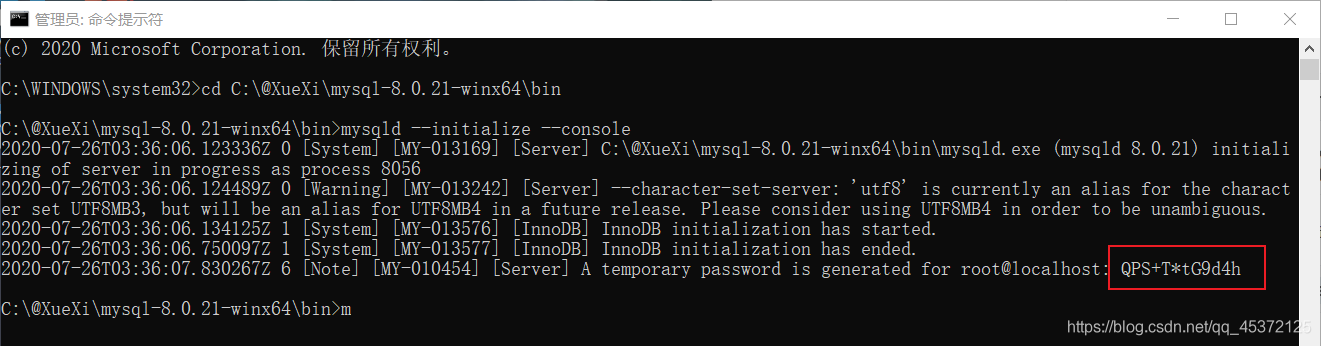 管理员: 命令提示符
(c) 2020 Microsoft Corporation. 保留所有权利。
C:\WINDOWS\system32>cd C:\@XueXi\mysql-8.0.21-winx64\bin
C:\@XueXi\mysql-8.0.21-winx64\bin>mysqld --initialize --console
2020-07-26T03:36:06.123336Z 0 [System] [MY-013169] [Server] C:\@XueXi\mysql-8.0.21-winx64\bin\mysqld.exe (mysqld 8.0.21) initiali
zing of server in progress as process 8056
2020-07-26T03:36:06.124489Z 0 [Warning] [MY-013242] [Server] --character-set-server: 'utf8' is currently an alias for the charact
er set UTF8MB3, but will be an alias for UTF8MB4 in a future release. Please consider using UTF8MB4 in order to be unambiguous.
2020-07-26T03:36:06.134125Z 1 [System] [MY-013576] [InnoDB] InnoDB initialization has started.
2020-07-26T03:36:06.750097Z 1 [System] [MY-013577] [InnoDB] InnoDB initialization has ended.
2020-07-26T03:36:07.830267Z 6 [Note] [MY-010454] [Server] A temporary password is generated for root@localhost: QPS+T*tG9d4h
C:\@XueXi\mysql-8.0.21-winx64\bin>m
https://blog.csdn.net/qq_45372125